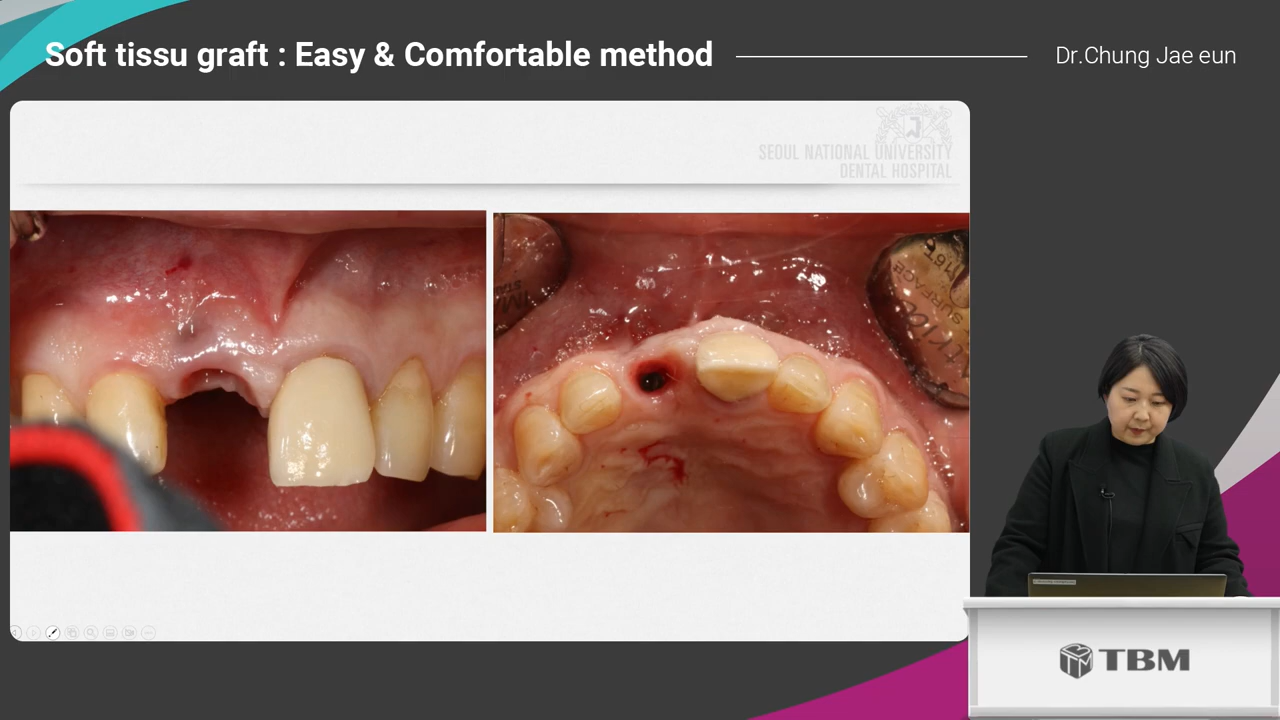 Soft tissu graft : Easy & Comfortable method
Dr.Chung Jae eun
SEOUL NATIONAL UNIVERSITY
DENTAL HOSPITAL
TBM